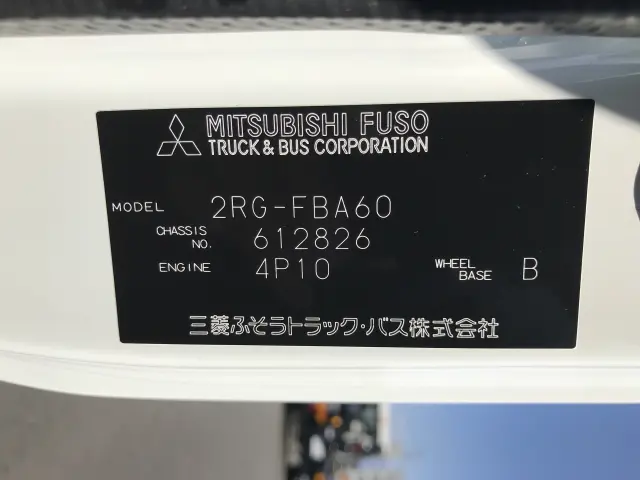 MITSUBISHI FUSO
TRUCK & BUS CORPORATION
MODEL 2RG-FBA60
CHASSIS NO. 612826
ENGINE 4P10 WHEEL BASE B
三菱ふそうトラック・バス株式会社